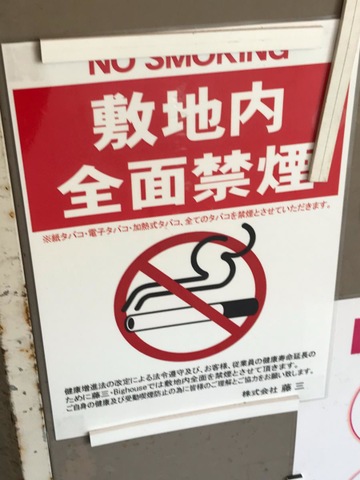 NO SMOKING
敷地内
全面禁煙
※紙タバコ・電子タバコ・加熱式タバコ、全てのタバコを禁煙とさせていただきます。
健康増進法の改定による法令遵守及び、お客様、従業員の健康寿命延長の
ために藤三・Bighouseでは敷地内全面を禁煙とさせて頂きます。
ご自身の健康及び受動喫煙防止の為に皆様のご理解とご協力をお願い致します。
株式会社 藤三